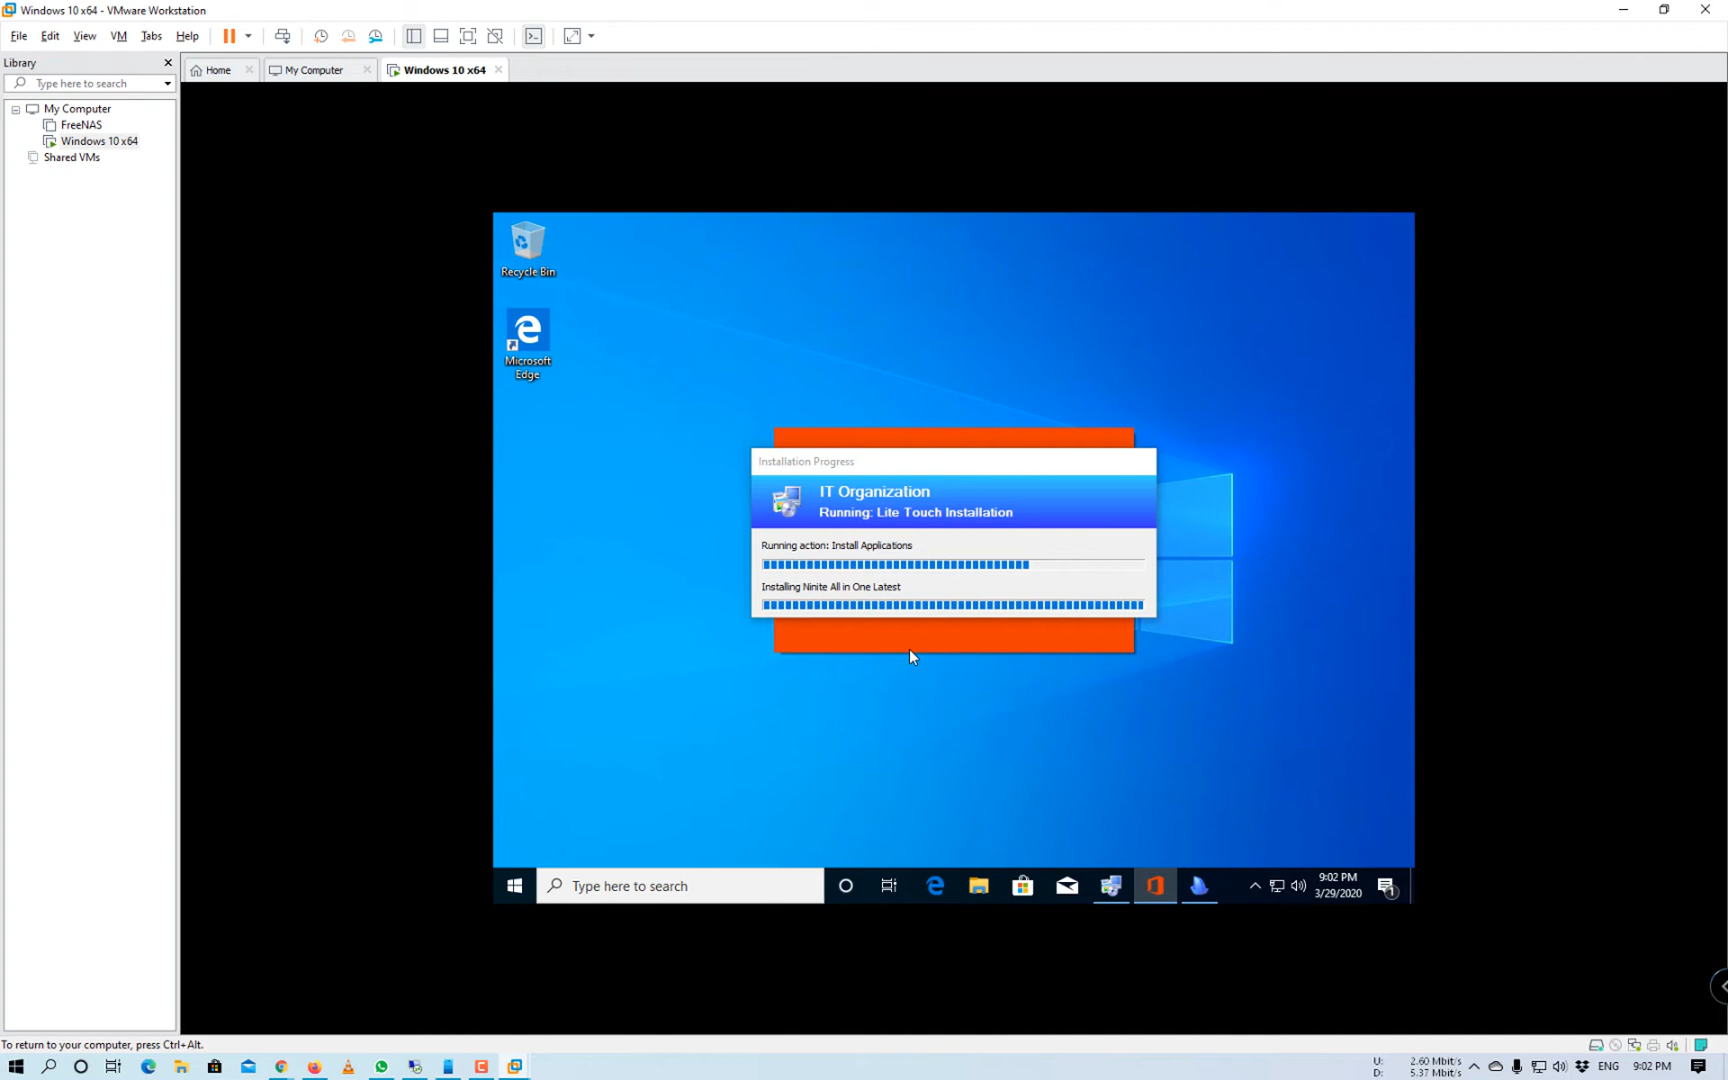 Windows 10 x64 - VMware Workstation
File Edit View VM Tabs Help
Library
Home
My Computer
Windows 10 x64
Type here to search
My Computer
FreeNAS
Windows 10 x64
Shared VMs
Recycle Bin
Microsoft
Edge
Installation Progress
IT Organization
Running: Lite Touch Installation
Running action: Install Applications
Installing Ninite All in One Latest
Type here to search
9:02 PM
3/29/2020
1
To return to your computer, press Ctrl+Alt.
U: 2.60 Mbit/s
D: 5.37 Mbit/s
ENG
9:02 PM